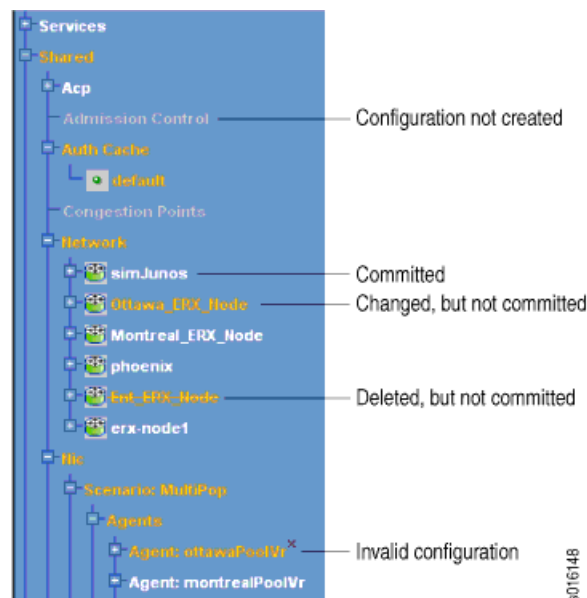 Services
Shared
Acp
Admission Control Configuration not created
Auth Cache
default
Congestion Points
Network
simJunos Committed
Ottawa_ERX_Node Changed, but not committed
Montreal_ERX_Node
phoenix
Ent_ERX_Node Deleted, but not committed
erx-node1
Nic
Scenario: MultiPop
Agents
Agent: ottawaPoolVr Invalid configuration
Agent: montrealPoolVr
g016148